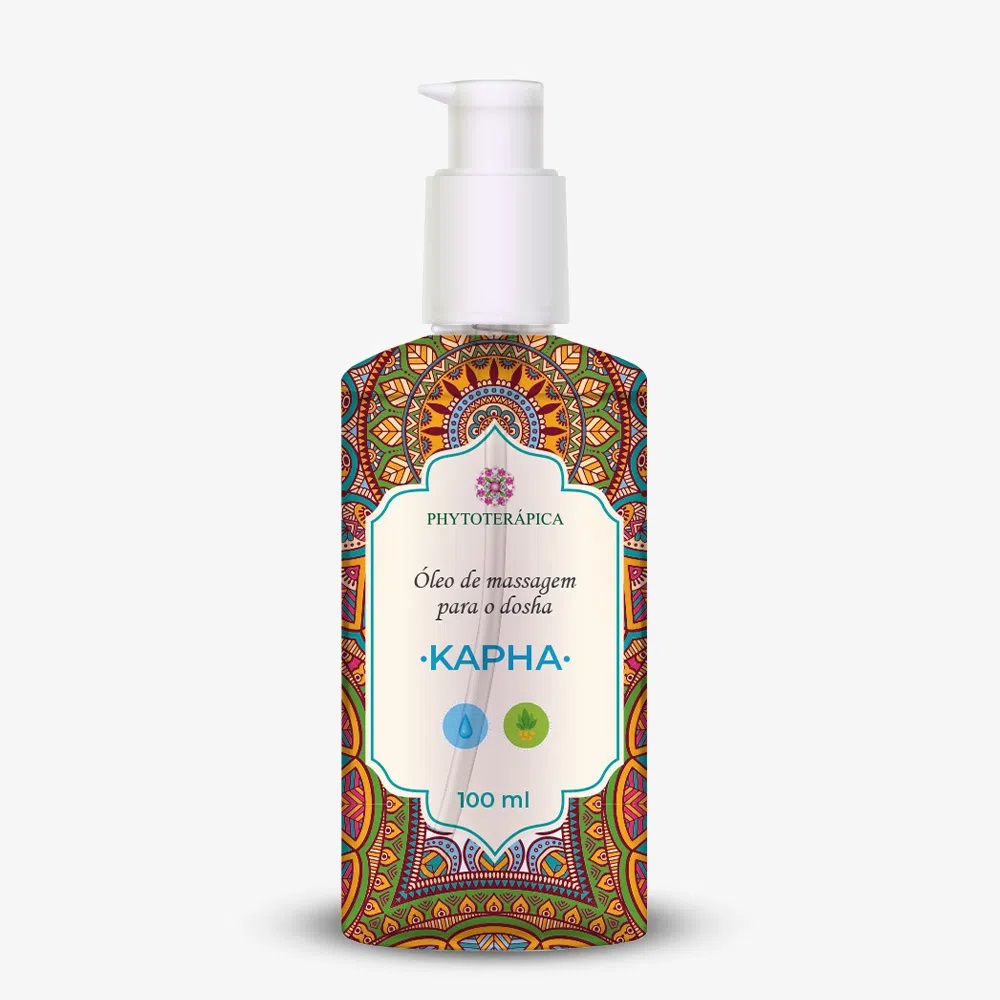 PHYTOTERÁPICA
Óleo de massagem
para o dosha
·KAPHA·
100 ml